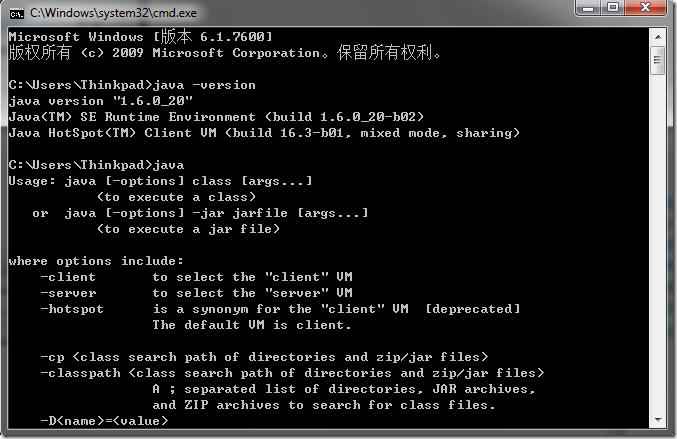 C:\Windows\system32\cmd.exe
Microsoft Windows [版本 6.1.7600]
版权所有 (c) 2009 Microsoft Corporation。保留所有权利。
C:\Users\Thinkpad>java -version
java version "1.6.0_20"
Java(TM) SE Runtime Environment (build 1.6.0_20-b02)
Java HotSpot(TM) Client VM (build 16.3-b01, mixed mode, sharing)
C:\Users\Thinkpad>java
Usage: java [-options] class [args...]
(to execute a class)
or java [-options] -jar jarfile [args...]
(to execute a jar file)
where options include:
-client to select the "client" VM
-server to select the "server" VM
-hotspot is a synonym for the "client" VM [deprecated]
The default VM is client.
-cp <class search path of directories and zip/jar files>
-classpath <class search path of directories and zip/jar files>
A ; separated list of directories, JAR archives,
and ZIP archives to search for class files.
-D<name>=<value>